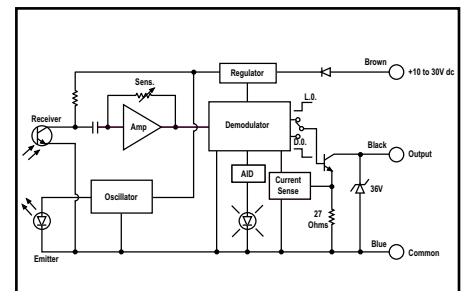 Brown
+10 to 30V dc
Sens.
Regulator
L.O.
Receiver
Amp
Demodulator
D.O.
Black
Output
AID
Current
Sense
36V
Oscillator
27
Ohms
Blue
Common
Emitter